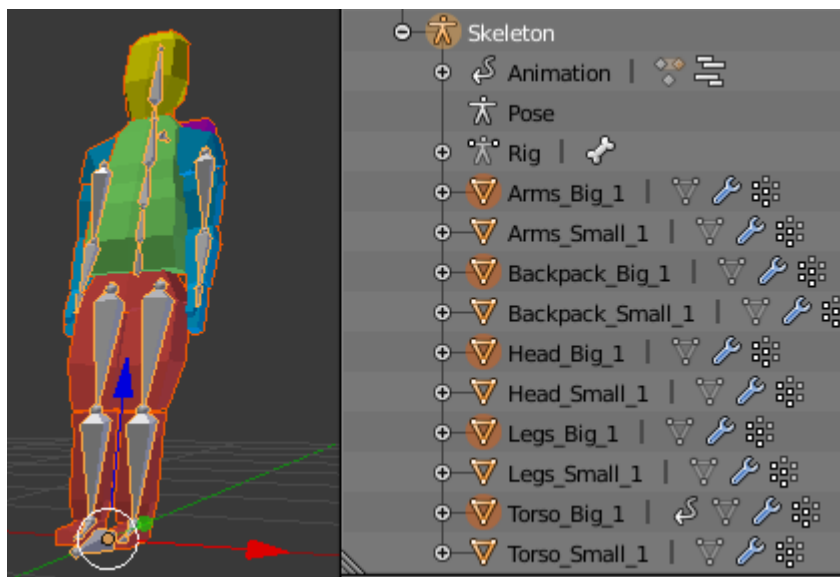 Skeleton
Animation
Pose
Rig
Arms_Big_1
Arms_Small_1
Backpack_Big_1
Backpack_Small_1
Head_Big_1
Head_Small_1
Legs_Big_1
Legs_Small_1
Torso_Big_1
Torso_Small_1